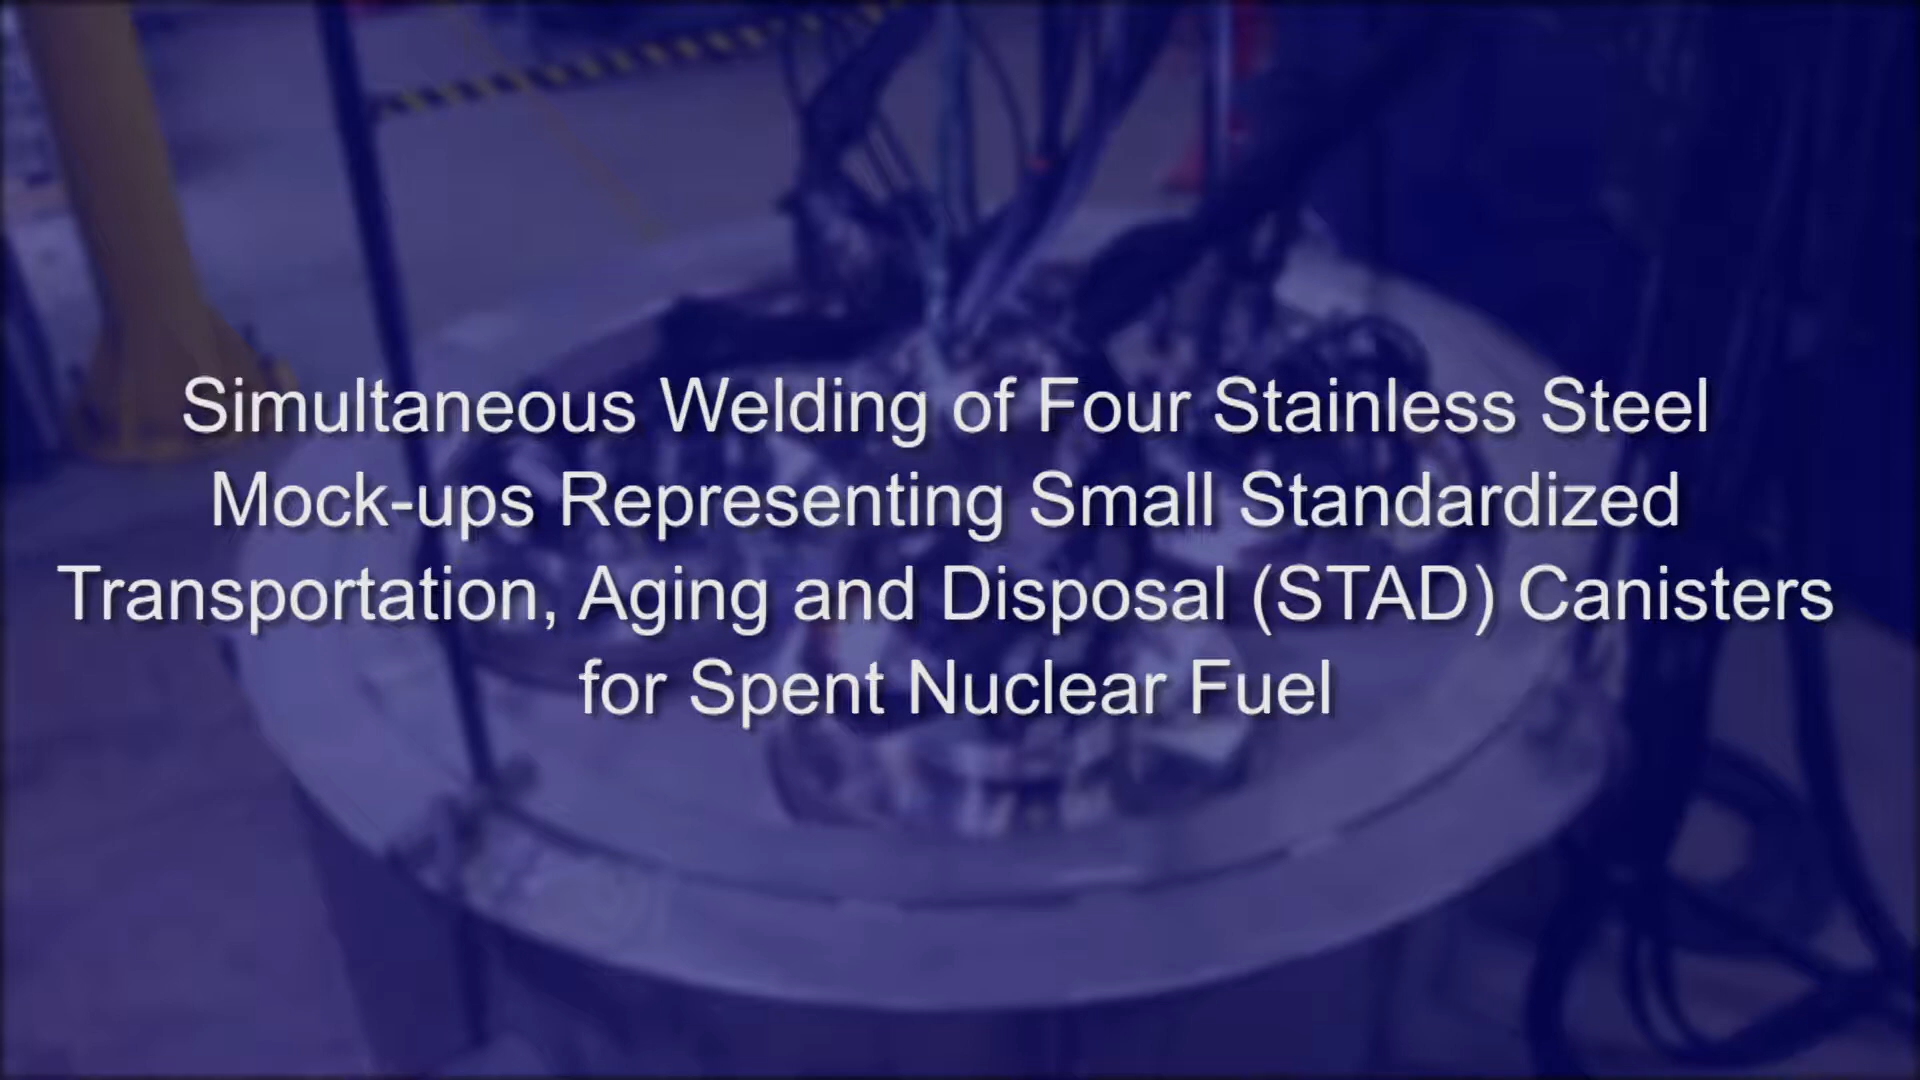 Simultaneous Welding of Four Stainless Steel
Mock-ups Representing Small Standardized
Transportation, Aging and Disposal (STAD) Canisters
for Spent Nuclear Fuel